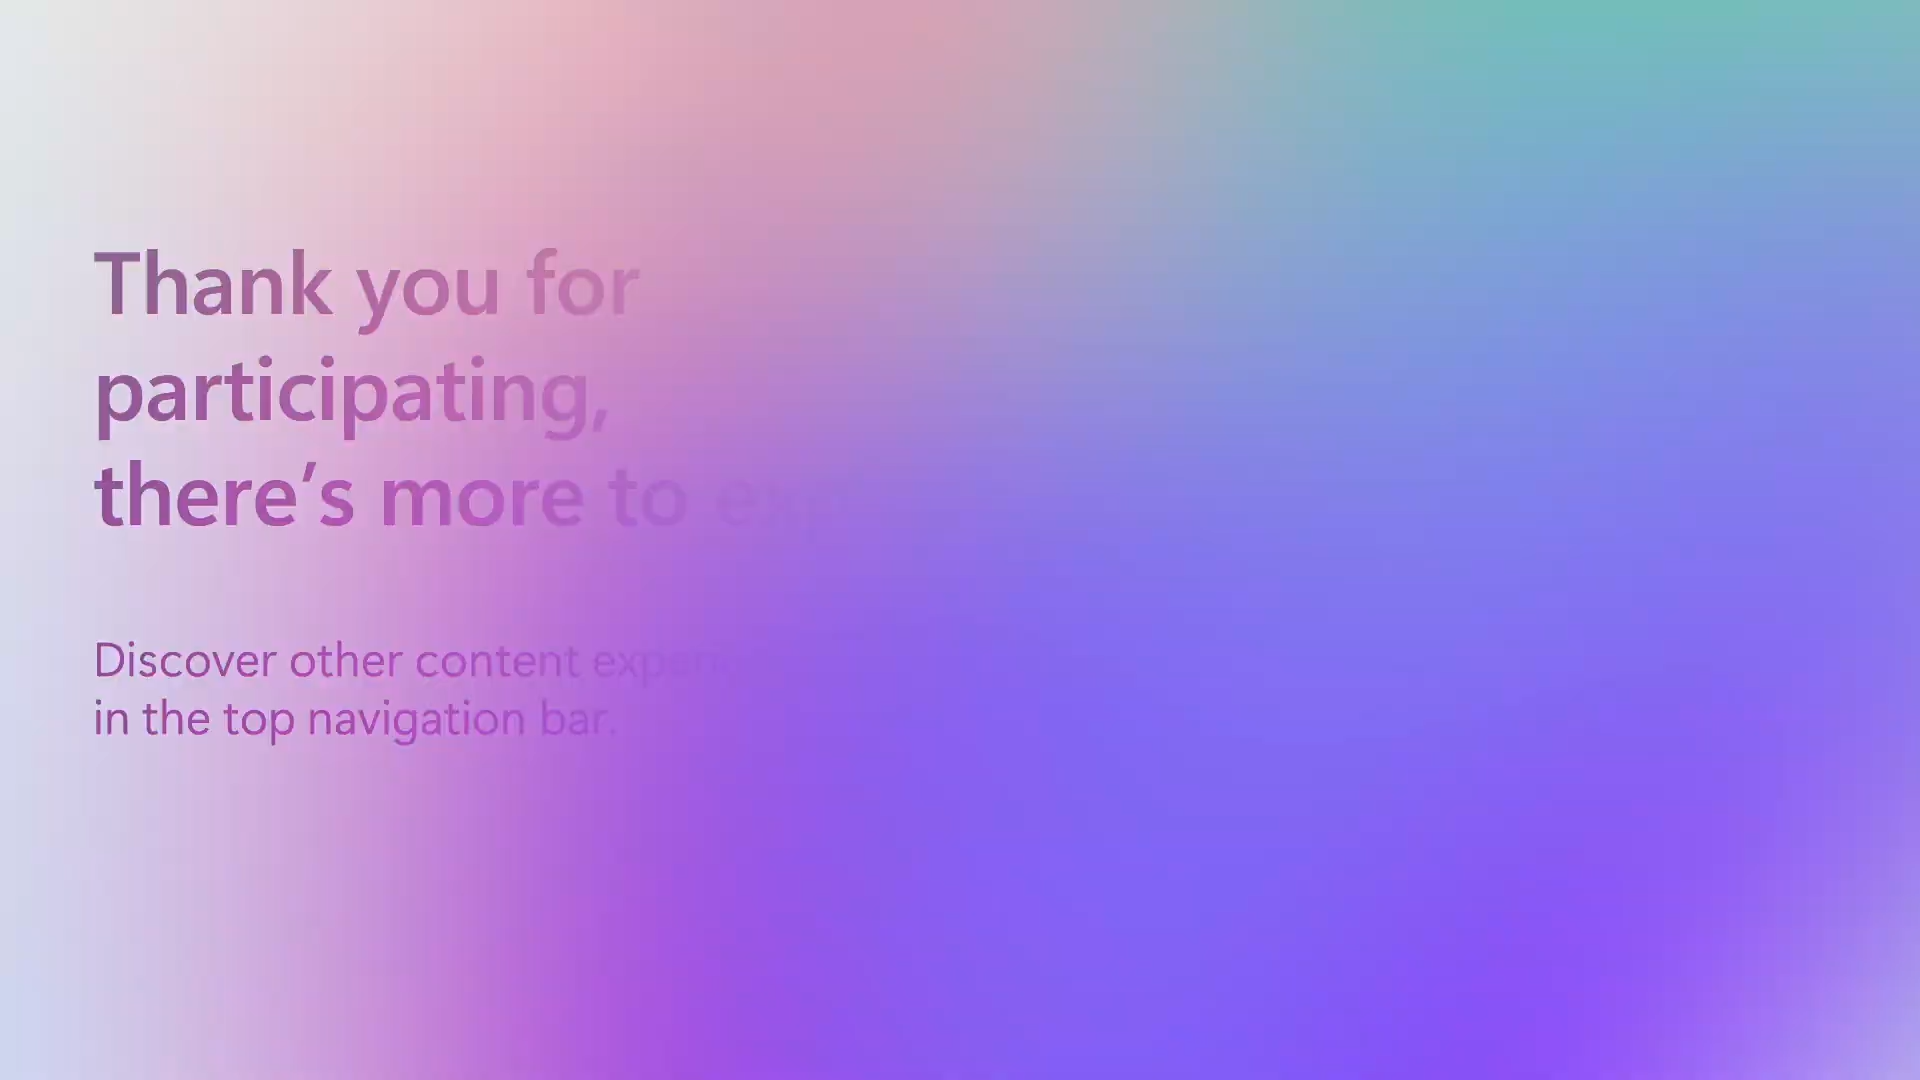 Thank you for
participating,
there’s more to
Discover other content
in the top navigation bar.